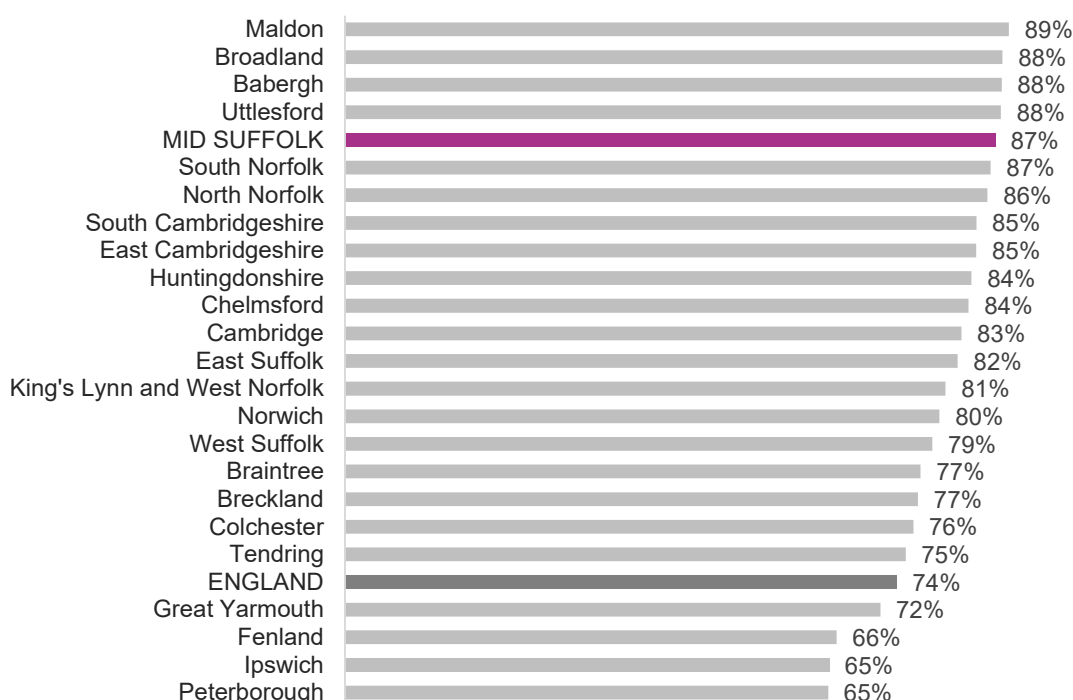 Maldon 89%
Broadland 88%
Babergh 88%
Uttlesford 88%
MID SUFFOLK 87%
South Norfolk 87%
North Norfolk 86%
South Cambridgeshire 85%
East Cambridgeshire 85%
Huntingdonshire 84%
Chelmsford 84%
Cambridge 83%
East Suffolk 82%
King's Lynn and West Norfolk 81%
Norwich 80%
West Suffolk 79%
Braintree 77%
Breckland 77%
Colchester 76%
Tendring 75%
ENGLAND 74%
Great Yarmouth 72%
Fenland 66%
Ipswich 65%
Peterborough 65%